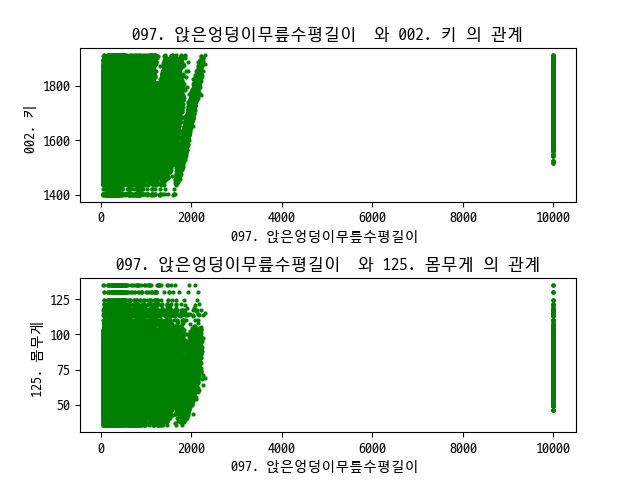 097. 앉은엉덩이무릎수평길이  와 002. 키 의 관계
002. 키
1800
1600
1400
0 2000 4000 6000 8000 10000
097. 앉은엉덩이무릎수평길이
097. 앉은엉덩이무릎수평길이  와 125. 몸무게 의 관계
125. 몸무게
125
100
75
50
0 2000 4000 6000 8000 10000
097. 앉은엉덩이무릎수평길이